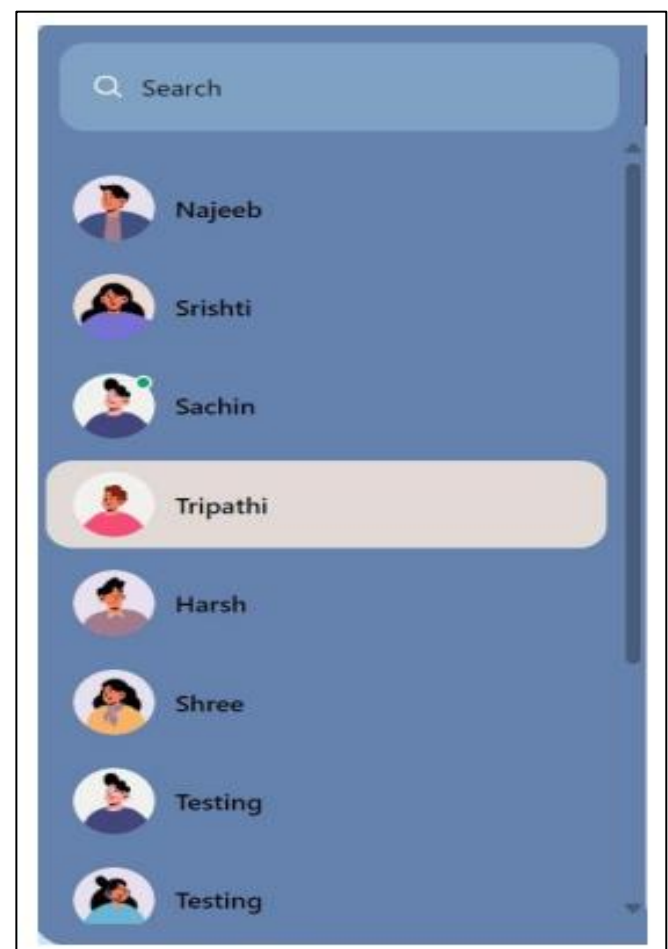 Search
Najeeb
Srishti
Sachin
Tripathi
Harsh
Shree
Testing
Testing